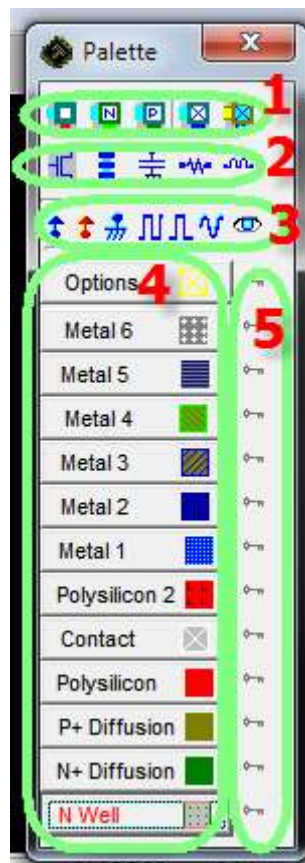 Palette
1
N P
2
3
Options 4
5
Metal 6
Metal 5
Metal 4
Metal 3
Metal 2
Metal 1
Polysilicon 2
Contact
Polysilicon
P+ Diffusion
N+ Diffusion
N Well